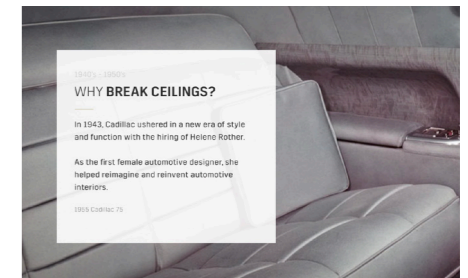 1940's - 1950's
WHY BREAK CEILINGS?
In 1943, Cadillac ushered in a new era of style
and function with the hiring of Helene Rother.
As the first female automotive designer, she
helped reimagine and reinvent automotive
interiors.
1956 Cadillac 75